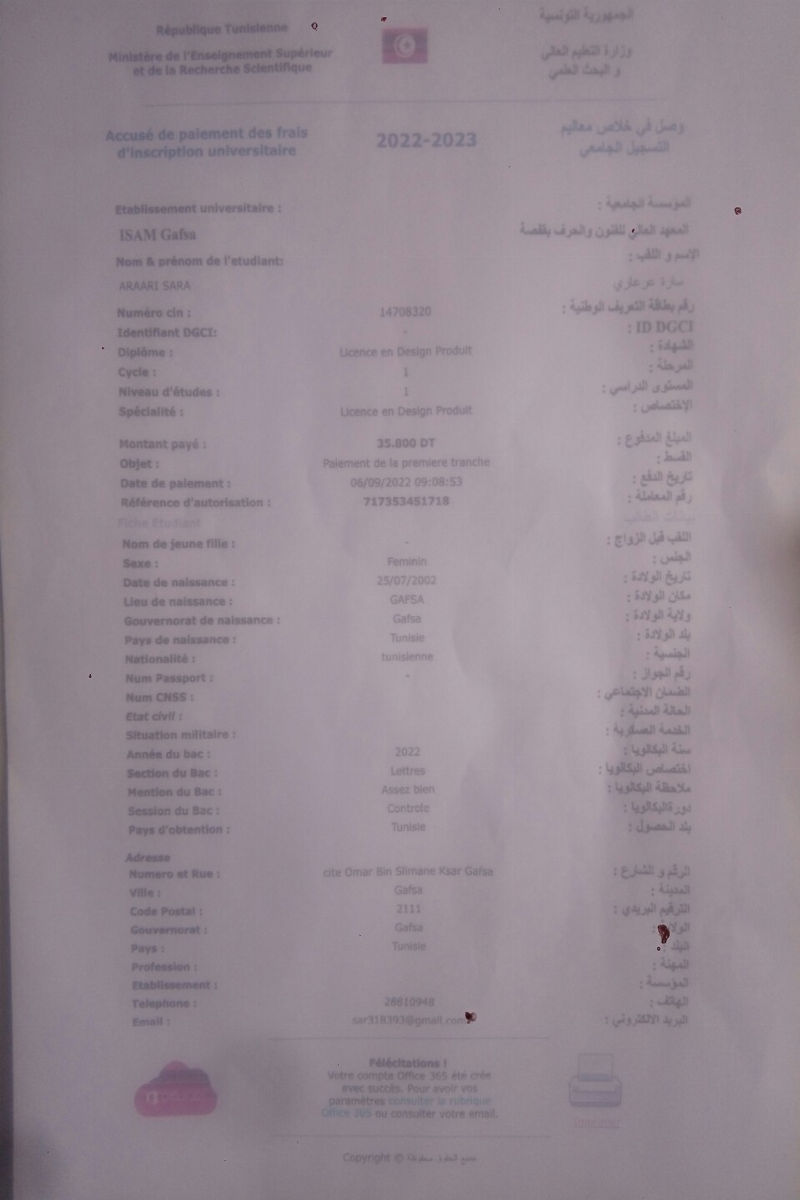 République Tunisienne
الجمهورية التونسية
Ministère de l'Enseignement Supérieur
et de la Recherche Scientifique
وزارة التعليم العالي
و البحث العلمي
Accusé de paiement des frais
d'inscription universitaire
2022-2023
وصل في خلاص معاليم
التسجيل الجامعي
Etablissement universitaire : المؤسسة الجامعية :
ISAM Gafsa المعهد العالي للفنون والحرف بقفصة
Nom & prénom de l'etudiant: الإسم و اللقب :
ARAARI SARA سارة عرعاري
Numéro cin : 14708320 رقم بطاقة التعريف الوطنية :
Identifiant DGCI: - ID DGCI :
Diplôme : Licence en Design Produit الشهادة :
Cycle : 1 المرحلة :
Niveau d'études : 1 المستوى الدراسي :
Spécialité : Licence en Design Produit الإختصاص :
Montant payé : 35.800 DT المبلغ المدفوع :
Objet : Paiement de la premiere tranche القسط :
Date de paiement : 06/09/2022 09:08:53 تاريخ الدفع :
Référence d'autorisation : 717353451718 رقم المعاملة :
Fiche Etudiant بيانات الطالب
Nom de jeune fille : - اللقب قبل الزواج :
Sexe : Feminin الجنس :
Date de naissance : 25/07/2002 تاريخ الولادة :
Lieu de naissance : GAFSA مكان الولادة :
Gouvernorat de naissance : Gafsa ولاية الولادة :
Pays de naissance : Tunisie بلد الولادة :
Nationalité : tunisienne الجنسية :
Num Passport : - رقم الجواز :
Num CNSS : الضمان الاجتماعي :
Etat civil : الحالة المدنية :
Situation militaire : الخدمة العسكرية :
Année du bac : 2022 سنة البكالوريا :
Section du Bac : Lettres اختصاص البكالوريا :
Mention du Bac : Assez bien ملاحظة البكالوريا :
Session du Bac : Controle دورة البكالوريا :
Pays d'obtention : Tunisie بلد الحصول :
Adresse
Numero et Rue : cite Omar Bin Slimane Ksar Gafsa الرقم و الشارع :
Ville : Gafsa المدينة :
Code Postal : 2111 الترقيم البريدي :
Gouvernorat : Gafsa الولاية :
Pays : Tunisie البلد :
Profession : المهنة :
Etablissement : المؤسسة :
Telephone : 28810948 الهاتف :
Email : sar318393@gmail.com البريد الالكتروني :
Félécitations !
Votre compte Office 365 été crée
avec succès. Pour avoir vos
paramètres consulter la rubrique
Office 365 ou consulter votre email.
Copyright © جميع الحقوق محفوظة